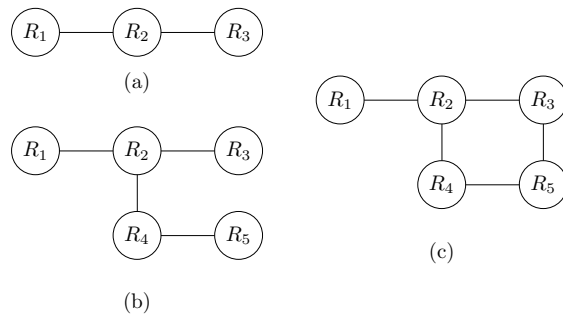 R₁ R₂ R₃
(a)
R₁ R₂ R₃
R₄ R₅
(b)
R₁ R₂ R₃
R₄ R₅
(c)